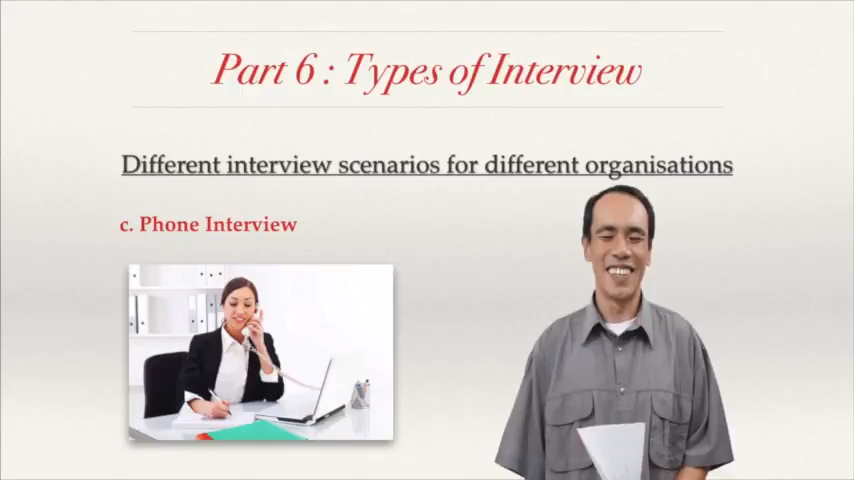 Part 6 : Types of Interview
Different interview scenarios for different organisations
c. Phone Interview